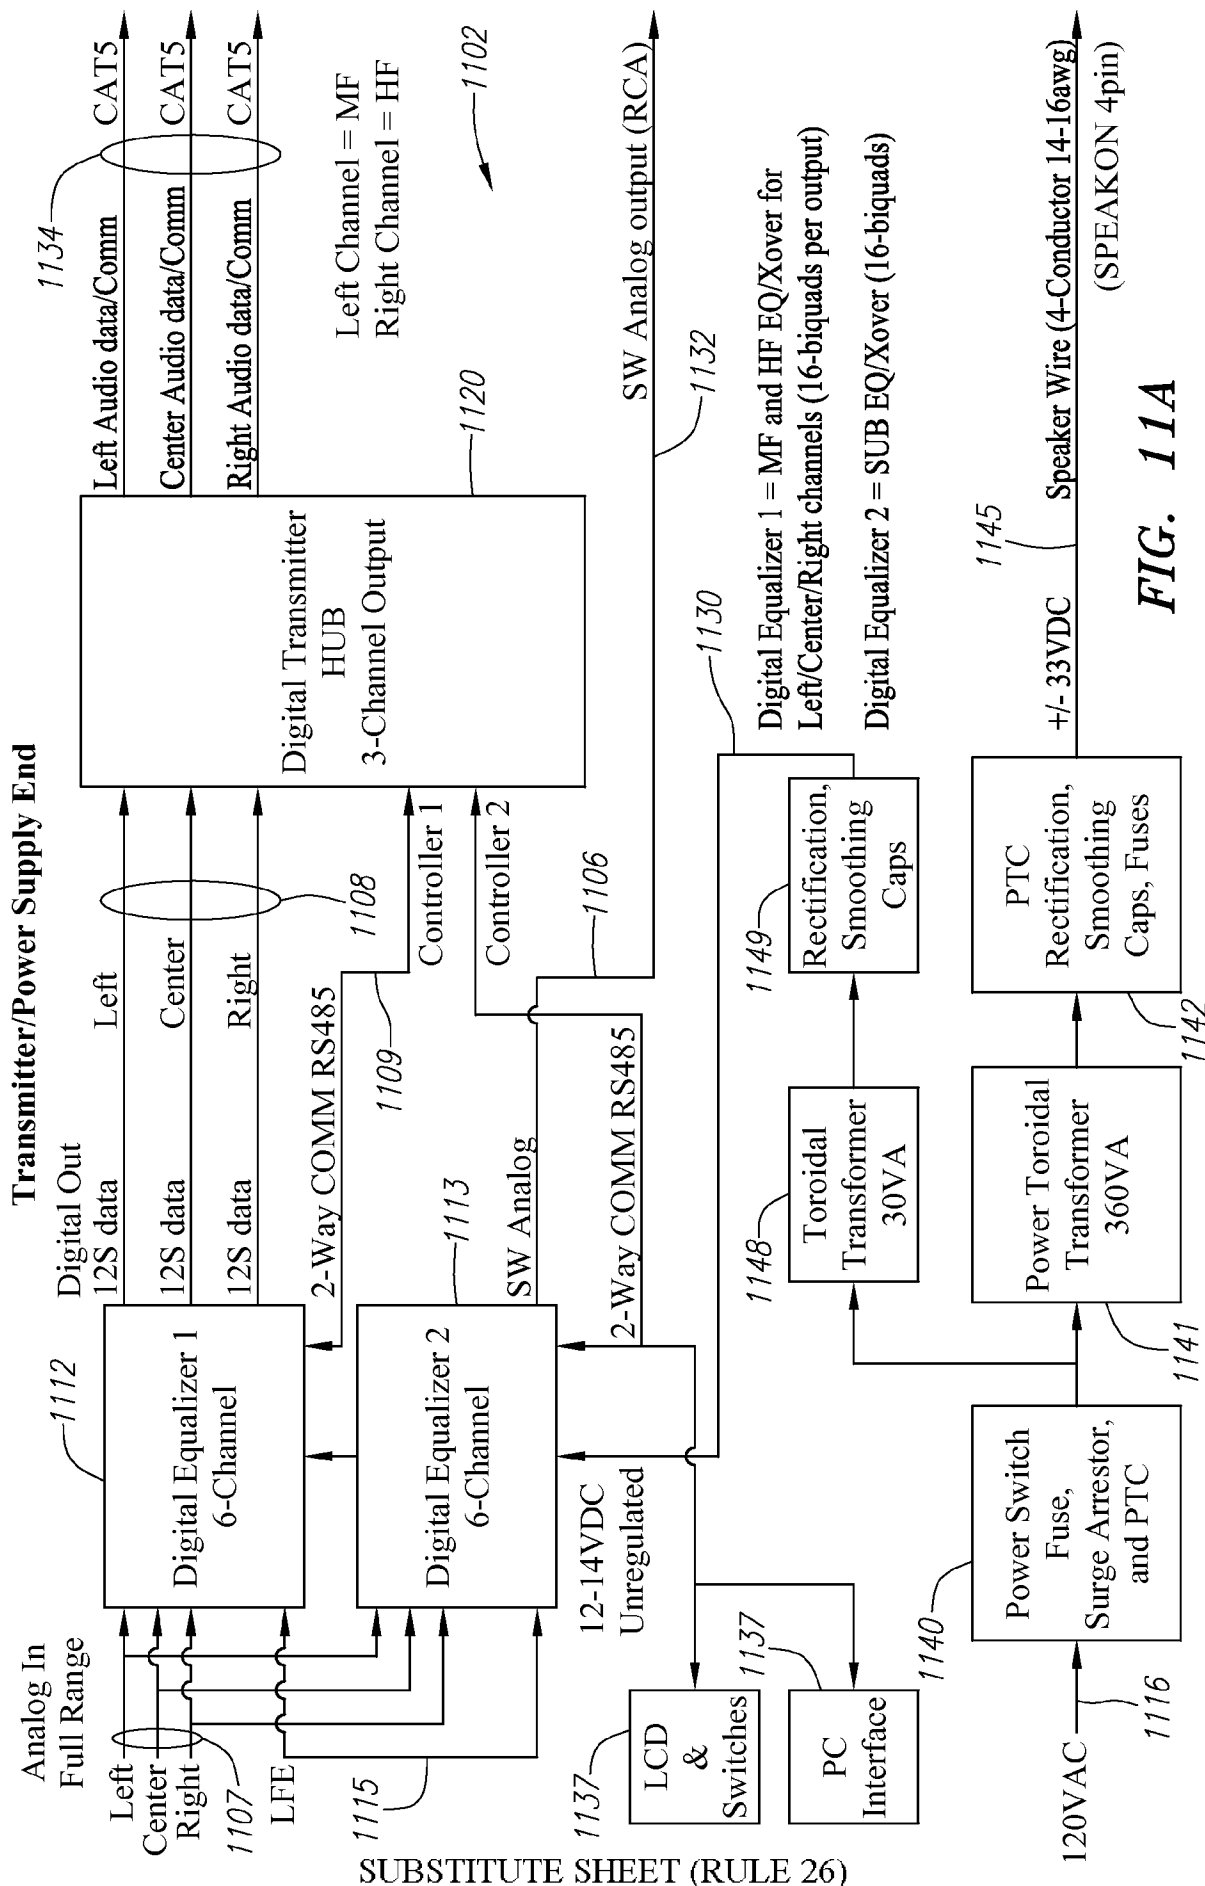 Transmitter/Power Supply End
Analog In
Full Range
Left
Center
Right
1107
LFE
1115
1112
Digital Equalizer 1
6-Channel
Digital Equalizer 2
6-Channel
1113
Digital Out
12S data
12S data
12S data
Left
Center
Right
1108
2-Way COMM RS485
1109
Controller 1
Controller 2
SW Analog
1106
2-Way COMM RS485
Digital Transmitter
HUB
3-Channel Output
1120
Left Audio data/Comm
Center Audio data/Comm
Right Audio data/Comm
1134
CAT5
CAT5
CAT5
Left Channel = MF
Right Channel = HF
1102
SW Analog output (RCA)
1132
12-14VDC
Unregulated
1130
Digital Equalizer 1 = MF and HF EQ/Xover for
Left/Center/Right channels (16-biquads per output)
Digital Equalizer 2 = SUB EQ/Xover (16-biquads)
1137
LCD
&
Switches
1137
PC
Interface
1148
Toroidal
Transformer
30VA
1149
Rectification,
Smoothing
Caps
120VAC
1116
1140
Power Switch
Fuse,
Surge Arrestor,
and PTC
1141
Power Toroidal
Transformer
360VA
1142
PTC
Rectification,
Smoothing
Caps, Fuses
+/- 33VDC
1145
Speaker Wire (4-Conductor 14-16awg)
(SPEAKON 4pin)
FIG. 11A
SUBSTITUTE SHEET (RULE 26)